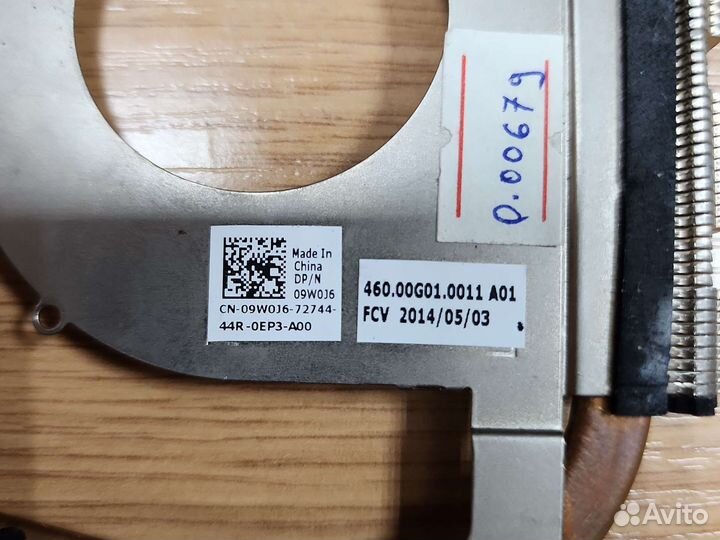 р.00679
Made In
China
DP/N
09W0J6
CN-09W0J6-72744-
44R-0EP3-A00
460.00G01.0011 A01
FCV 2014/05/03
Avito